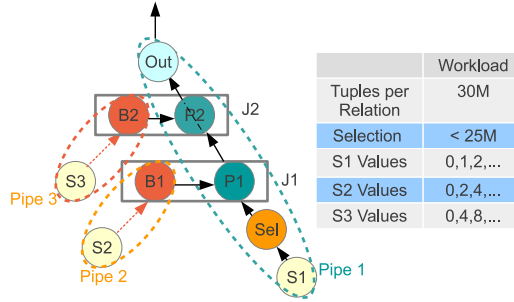 Out
B2
P2
J2
S3
Pipe 3
B1
P1
J1
S2
Sel
Pipe 2
S1
Pipe 1
Workload
Tuples per
Relation
30M
Selection
< 25M
S1 Values
0,1,2,...
S2 Values
0,2,4,...
S3 Values
0,4,8,...